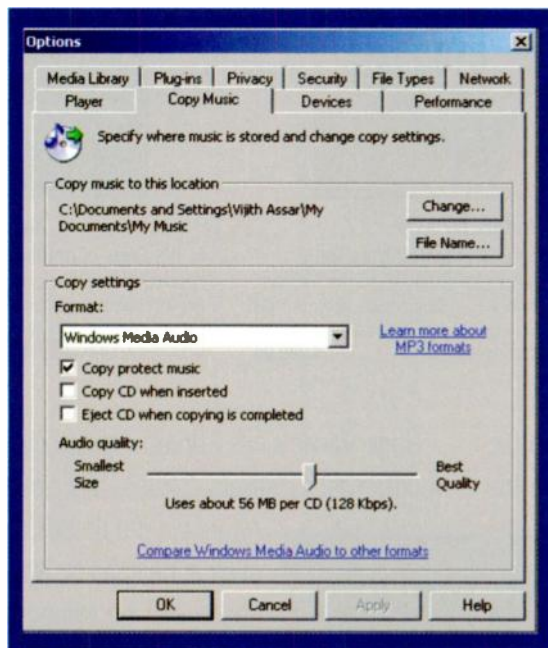 Options
Media Library Plug-ins Privacy Security File Types Network
Player Copy Music Devices Performance
Specify where music is stored and change copy settings.
Copy music to this location
C:\Documents and Settings\Vijith Assar\My
Documents\My Music
Change...
File Name...
Copy settings
Format:
Windows Media Audio
Learn more about
MP3 formats
Copy protect music
Copy CD when inserted
Eject CD when copying is completed
Audio quality:
Smallest
Size
Best
Quality
Uses about 56 MB per CD (128 Kbps).
Compare Windows Media Audio to other formats
OK Cancel Apply Help